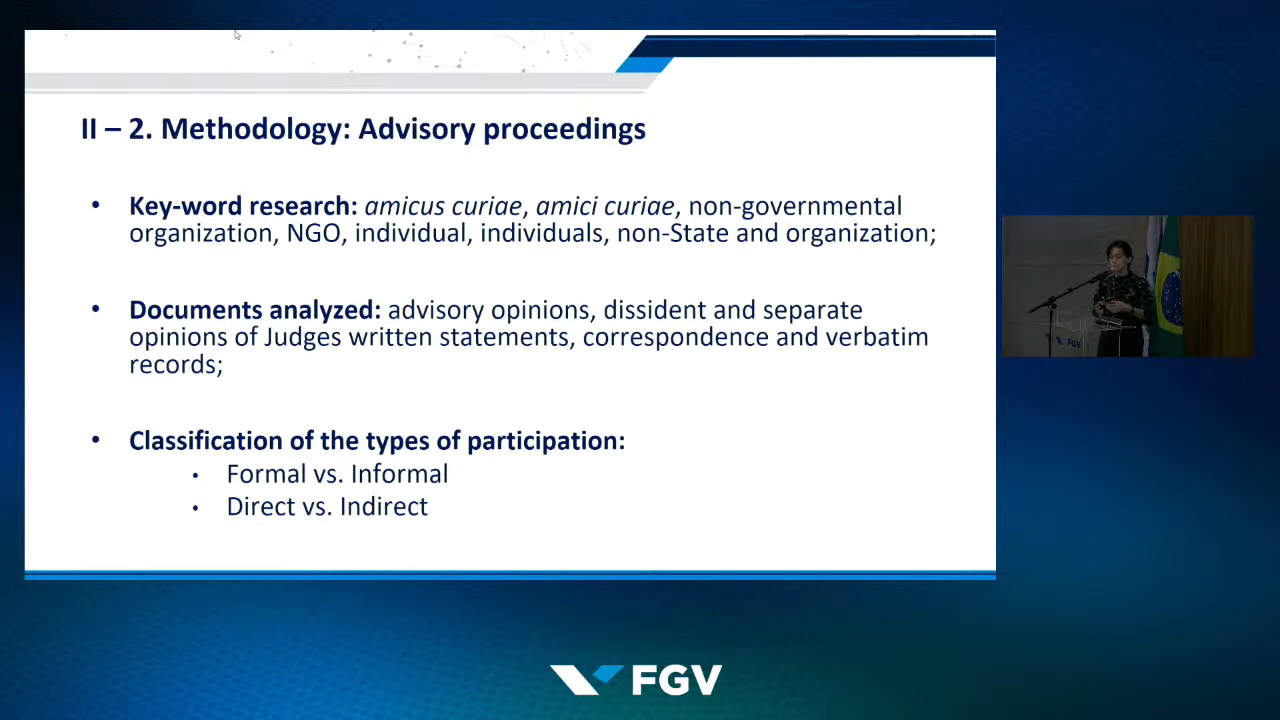 II – 2. Methodology: Advisory proceedings
• Key-word research: amicus curiae, amici curiae, non-governmental
organization, NGO, individual, individuals, non-State and organization;
• Documents analyzed: advisory opinions, dissident and separate
opinions of Judges written statements, correspondence and verbatim
records;
• Classification of the types of participation:
• Formal vs. Informal
• Direct vs. Indirect
FGV
FGV